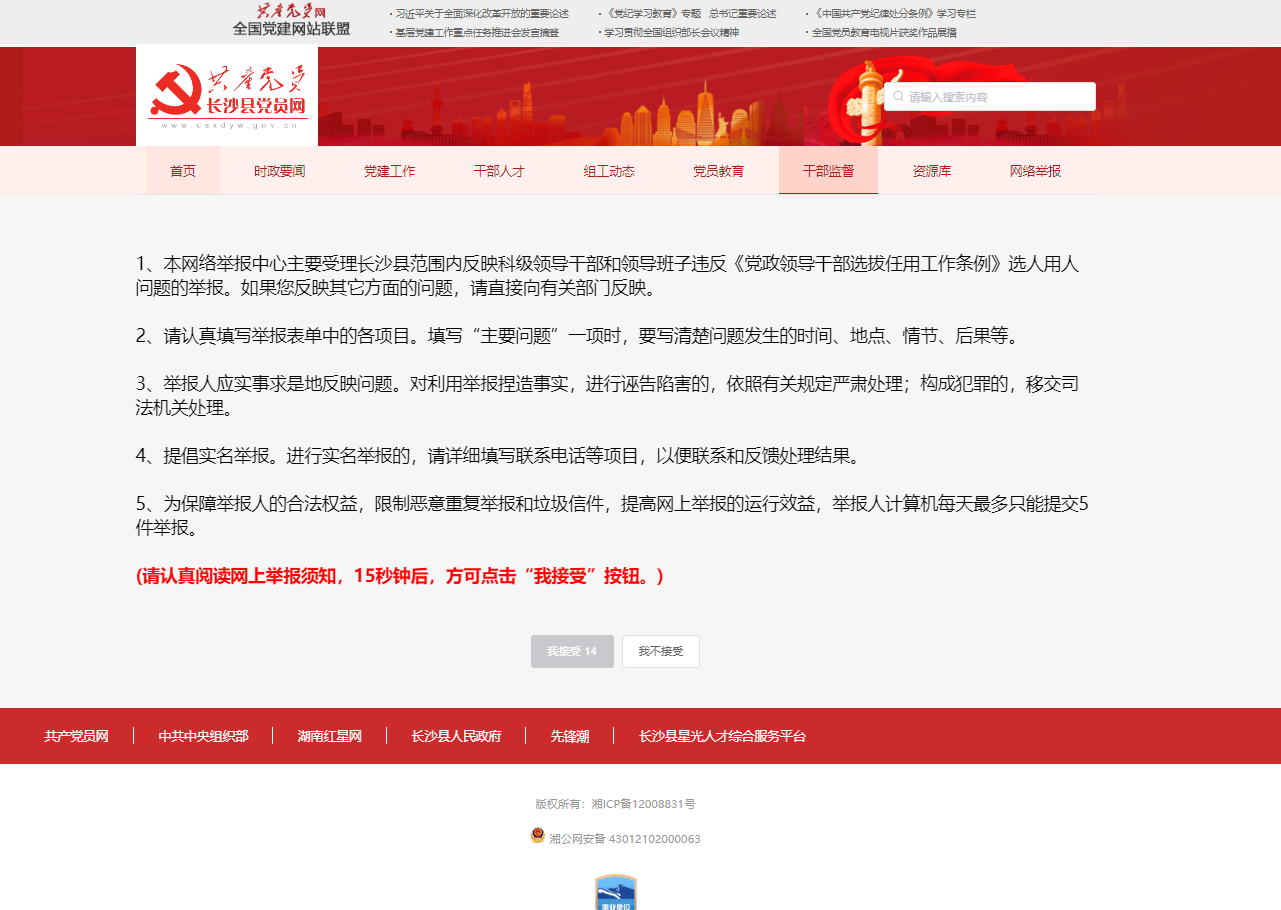 共产党员网
全国党建网站联盟
· 习近平关于全面深化改革开放的重要论述
· 《党纪学习教育》专题 总书记重要论述
· 《中国共产党纪律处分条例》学习专栏
· 基层党建工作重点任务推进会发言摘登
· 学习贯彻全国组织部长会议精神
· 全国党员教育电视片获奖作品展播
共产党员
长沙县党员网
www.csxdyw.gov.cn
请输入搜索内容
首页
时政要闻
党建工作
干部人才
组工动态
党员教育
干部监督
资源库
网络举报
1、本网络举报中心主要受理长沙县范围内反映科级领导干部和领导班子违反《党政领导干部选拔任用工作条例》选人用人
问题的举报。如果您反映其它方面的问题，请直接向有关部门反映。
2、请认真填写举报表单中的各项目。填写“主要问题”一项时，要写清楚问题发生的时间、地点、情节、后果等。
3、举报人应实事求是地反映问题。对利用举报捏造事实，进行诬告陷害的，依照有关规定严肃处理；构成犯罪的，移交司
法机关处理。
4、提倡实名举报。进行实名举报的，请详细填写联系电话等项目，以便联系和反馈处理结果。
5、为保障举报人的合法权益，限制恶意重复举报和垃圾信件，提高网上举报的运行效益，举报人计算机每天最多只能提交5
件举报。
(请认真阅读网上举报须知，15秒钟后，方可点击“我接受”按钮。)
我接受 14
我不接受
共产党员网
中共中央组织部
湖南红星网
长沙县人民政府
先锋潮
长沙县星光人才综合服务平台
版权所有：湘ICP备12008831号
湘公网安备 43012102000063
事业单位